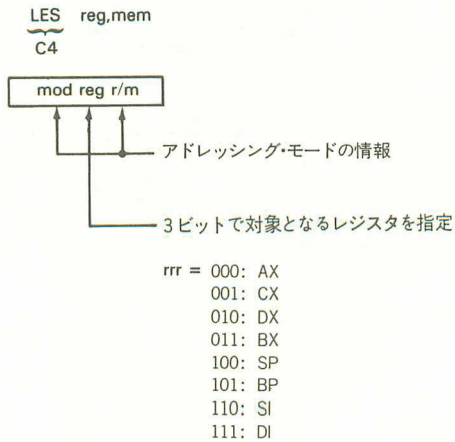 LES reg,mem
C4
mod reg r/m
アドレッシング・モードの情報
3ビットで対象となるレジスタを指定
rrr = 000: AX
001: CX
010: DX
011: BX
100: SP
101: BP
110: SI
111: DI